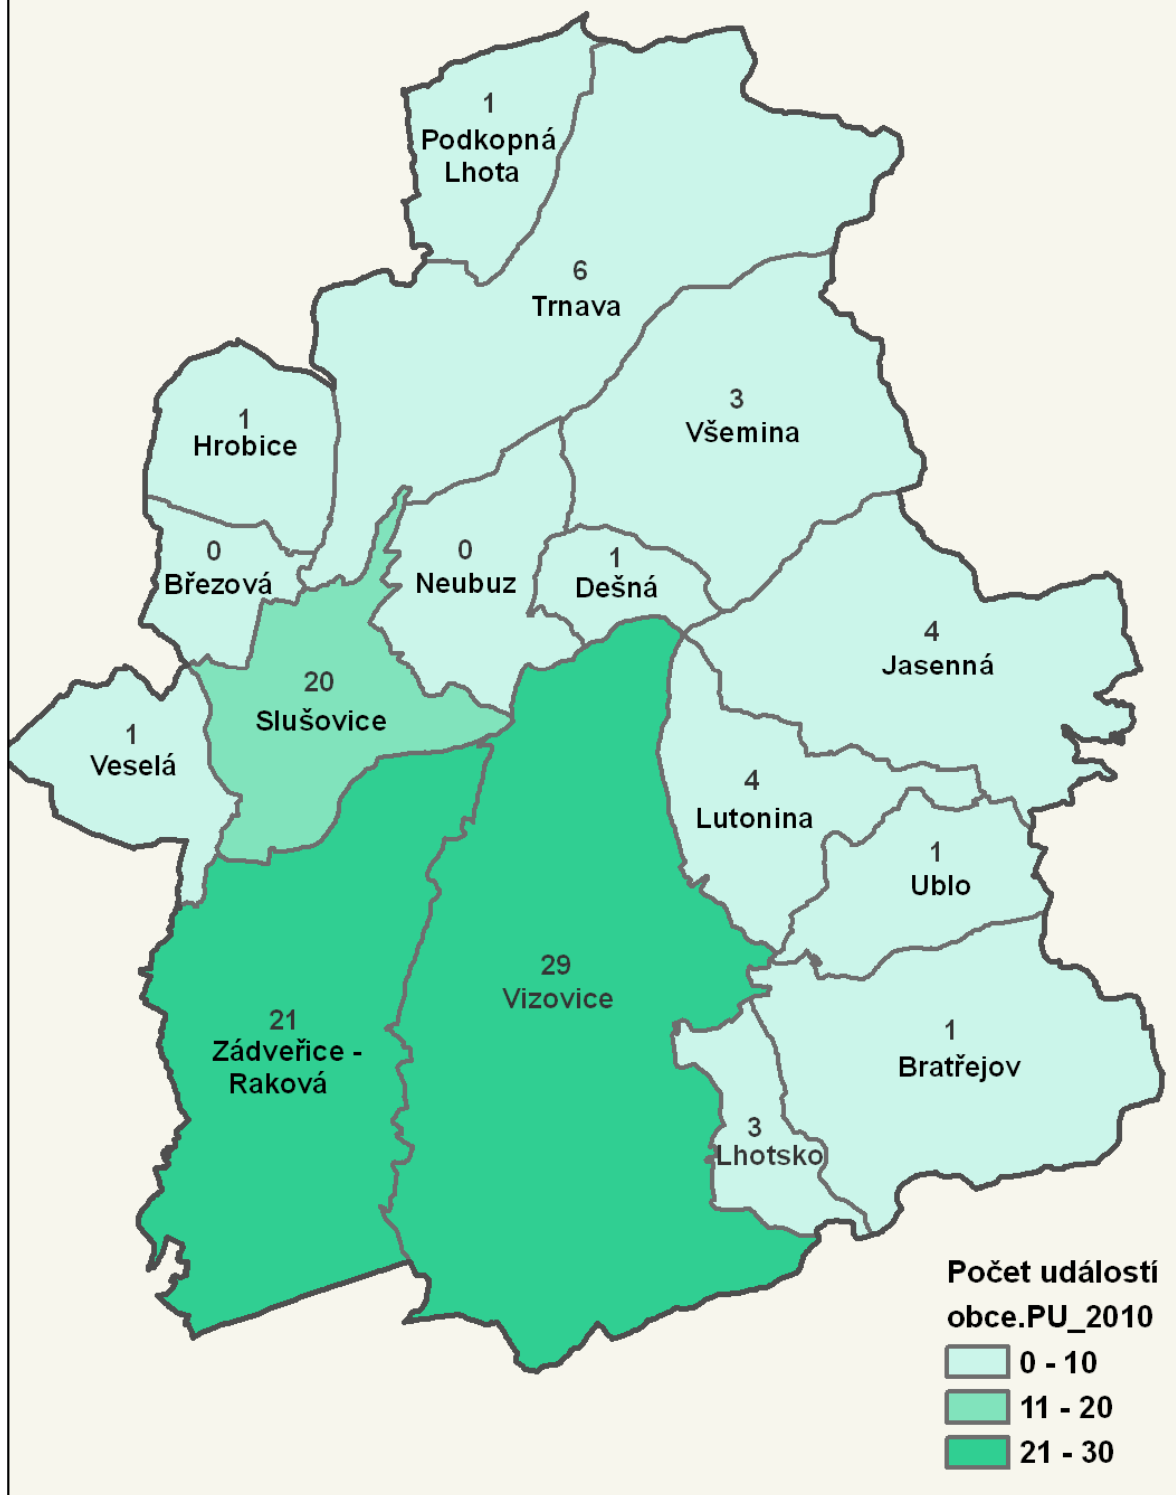 1
Podkopná
Lhota
6
Trnava
3
Všemina
1
Hrobice
0
Březová
0
Neubuz
1
Dešná
4
Jasenná
20
Slušovice
1
Veselá
4
Lutonina
1
Ublo
29
Vizovice
21
Zádveřice -
Raková
1
Bratřejov
3
Lhotsko
Počet událostí
obce.PU_2010
0 - 10
11 - 20
21 - 30